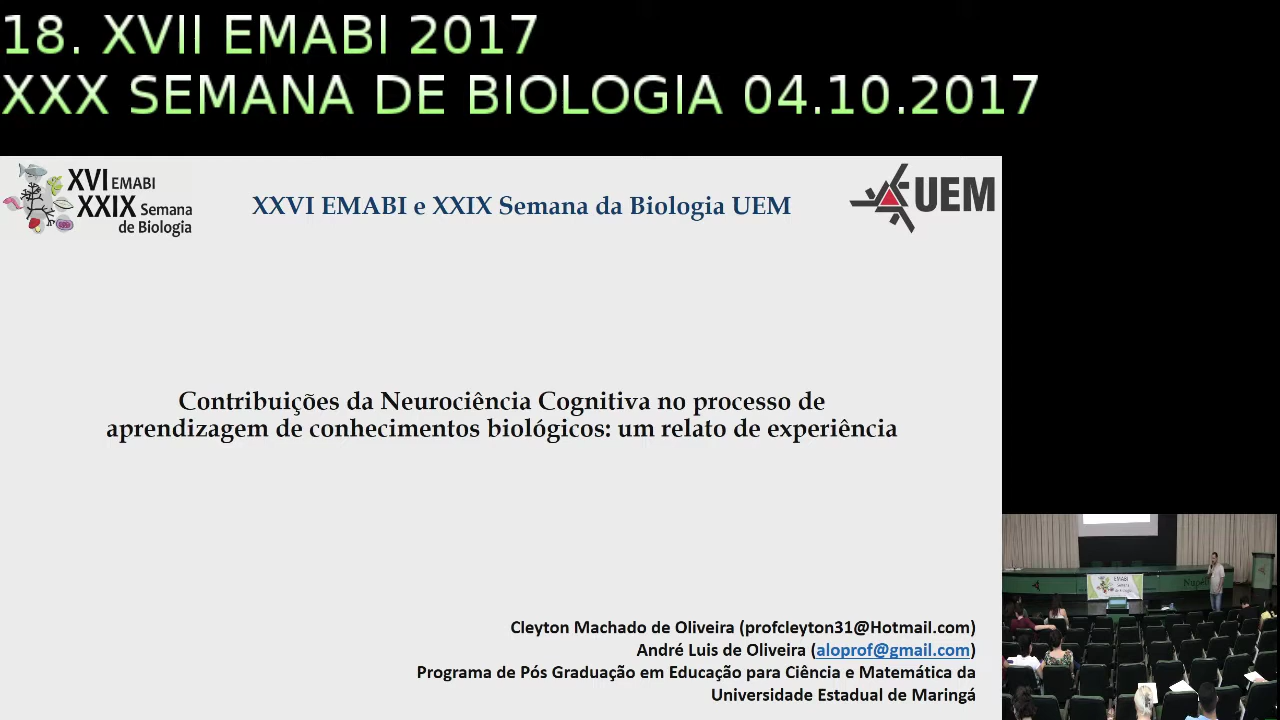 18. XVII EMABI 2017
XXX SEMANA DE BIOLOGIA 04.10.2017
XVI EMABI
XXIX Semana
de Biologia
XXVI EMABI e XXIX Semana da Biologia UEM
UEM
Contribuições da Neurociência Cognitiva no processo de
aprendizagem de conhecimentos biológicos: um relato de experiência
Cleyton Machado de Oliveira (profcleyton31@Hotmail.com)
André Luis de Oliveira (aloprof@gmail.com)
Programa de Pós Graduação em Educação para Ciência e Matemática da
Universidade Estadual de Maringá
EMABI